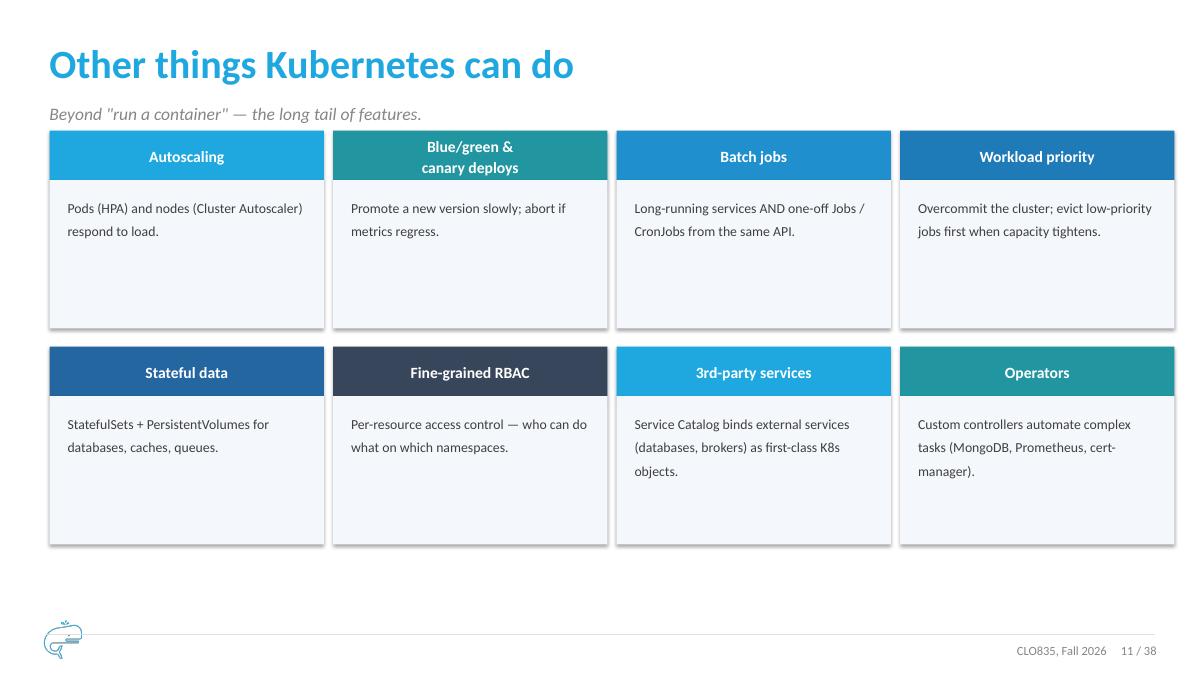 Other things Kubernetes can do
Beyond "run a container" — the long tail of features.
Autoscaling
Pods (HPA) and nodes (Cluster Autoscaler)
respond to load.
Blue/green &
canary deploys
Promote a new version slowly; abort if
metrics regress.
Batch jobs
Long-running services AND one-off Jobs /
CronJobs from the same API.
Workload priority
Overcommit the cluster; evict low-priority
jobs first when capacity tightens.
Stateful data
StatefulSets + PersistentVolumes for
databases, caches, queues.
Fine-grained RBAC
Per-resource access control — who can do
what on which namespaces.
3rd-party services
Service Catalog binds external services
(databases, brokers) as first-class K8s
objects.
Operators
Custom controllers automate complex
tasks (MongoDB, Prometheus, cert-
manager).
CLO835, Fall 2026 11 / 38